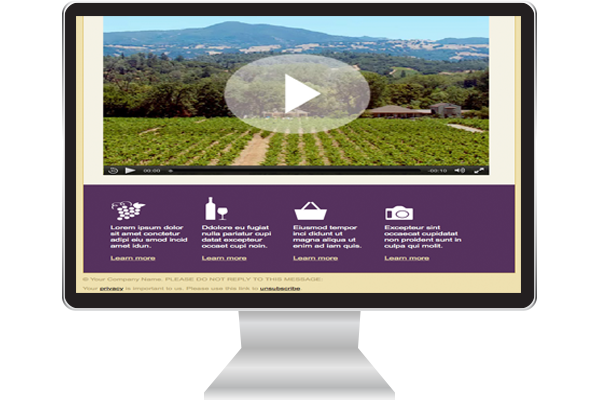 00:00
-00:10
Lorem ipsum dolor
sit amet conctetur
adipi eiu smod incid
amet idun.
Learn more
Ddolore eu fugiat
nulla pariatur cupi
datat excepteur
occaet cupi noin.
Learn more
Eiusmod tempor
inci didunt ut
magna aliqua ut
enim ad iam quis.
Learn more
Excepteur sint
occaecat cupidatat
non proidant sunt in
culpa qui molit.
Learn more
© Your Company Name. PLEASE DO NOT REPLY TO THIS MESSAGE.
Your privacy is important to us. Please use this link to unsubscribe